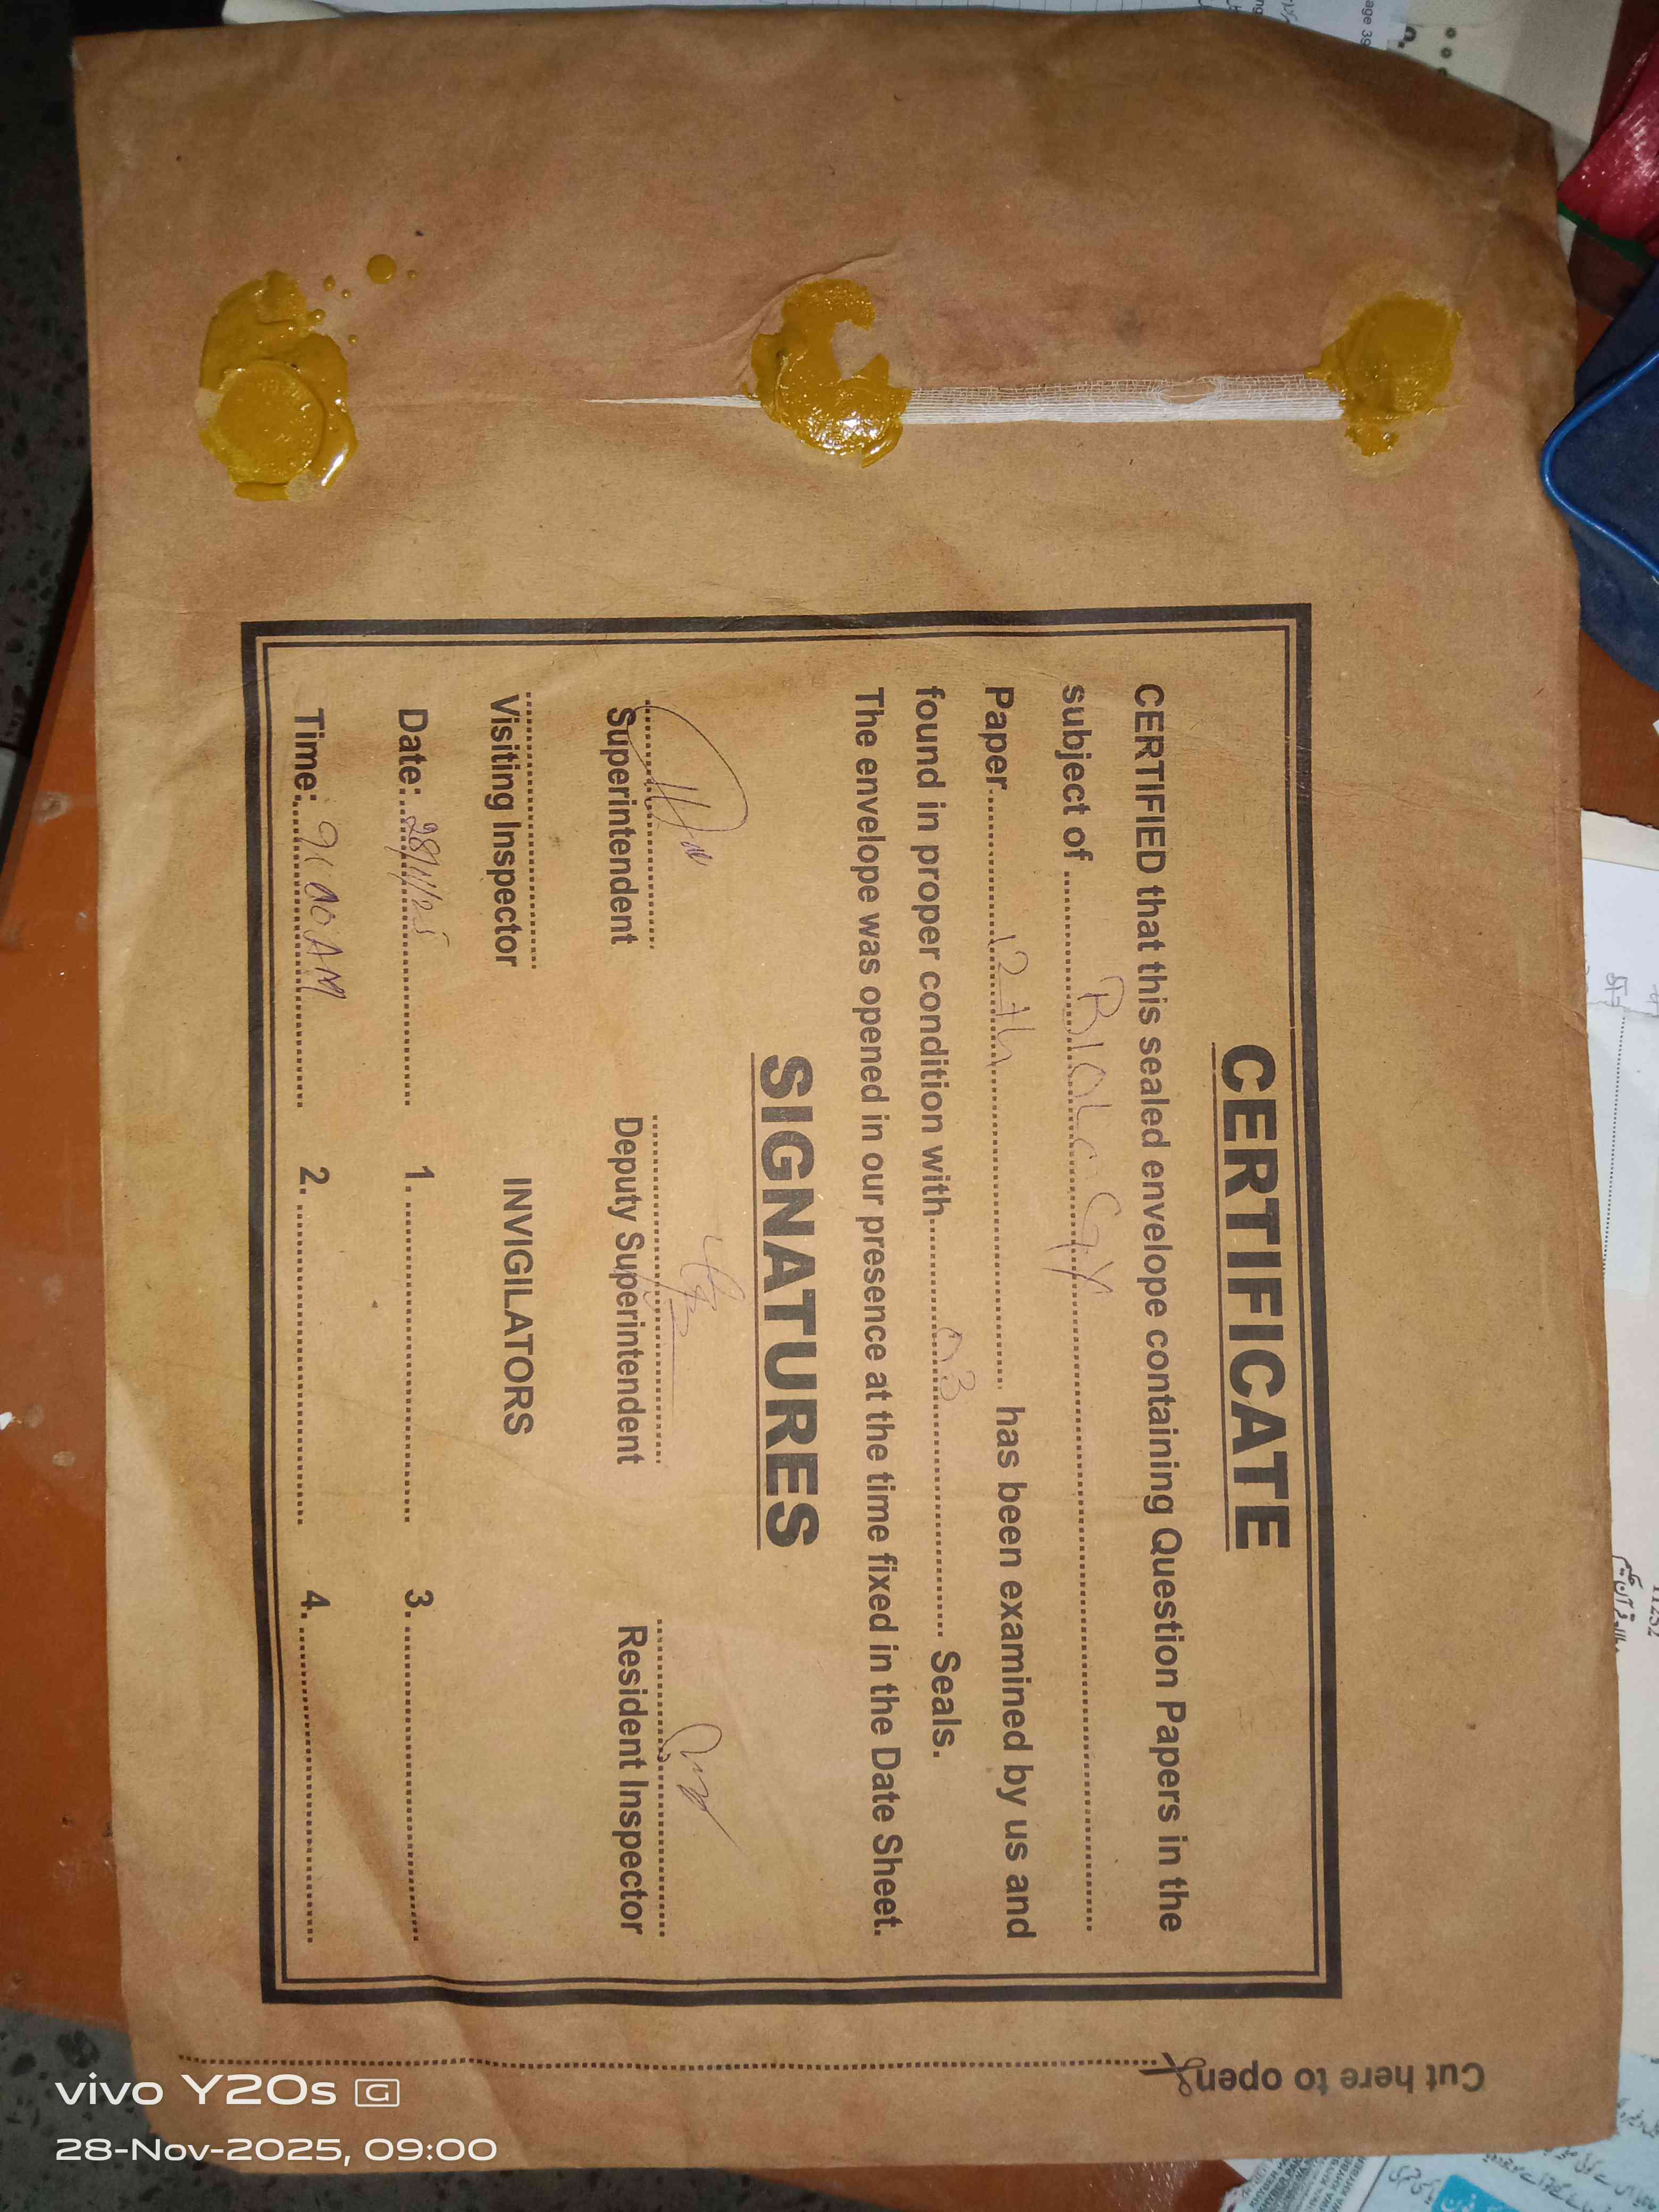 CERTIFICATE
CERTIFIED that this sealed envelope containing Question Papers in the
subject of ........ BIOLOGY ........
Paper........ 12th ........ has been examined by us and
found in proper condition with........ 03 ........ Seals.
The envelope was opened in our presence at the time fixed in the Date Sheet.
SIGNATURES
Superintendent Deputy Superintendent Resident Inspector
Visiting Inspector INVIGILATORS
Date: 28/11/25 1. ........ 3. ........
Time: 9:00 AM 2. ........ 4. ........
Cut here to open
vivo Y20s G
28-Nov-2025, 09:00